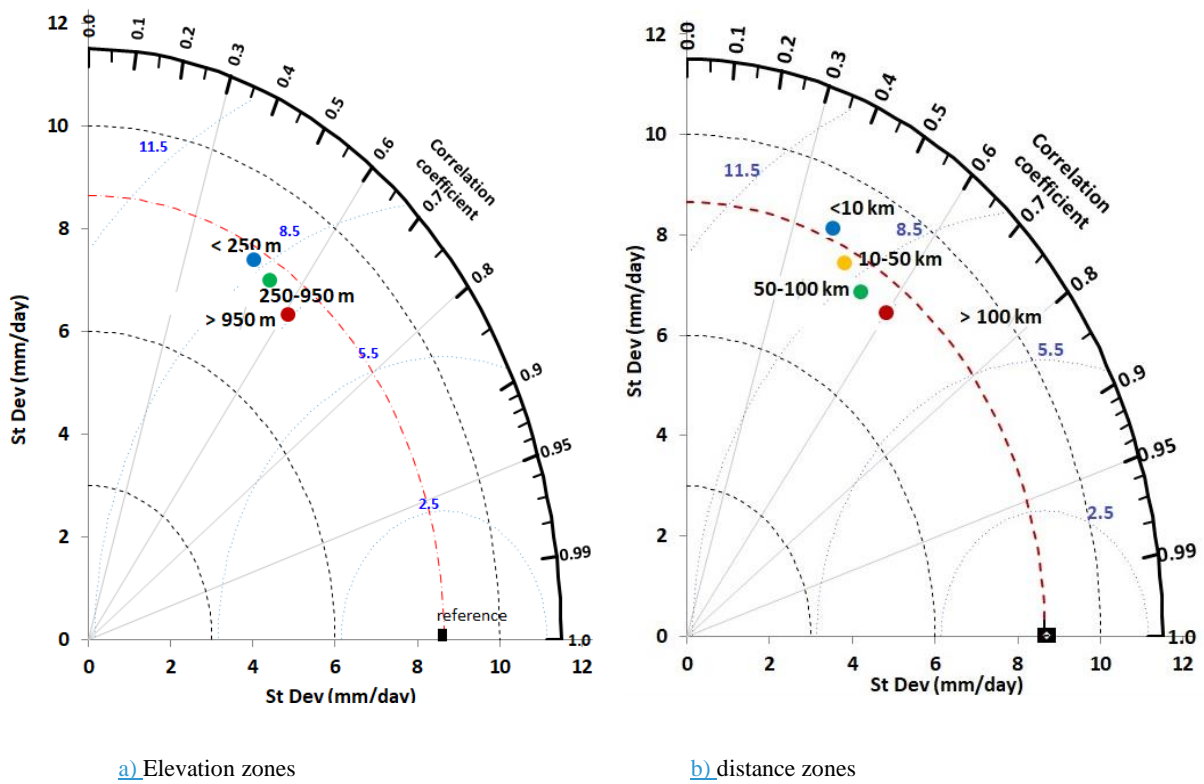 12
10
8
6
4
2
0
St Dev (mm/day)
0.0
0.1
0.2
0.3
0.4
0.5
0.6
0.7
0.8
0.9
0.95
0.99
1.0
Correlation
coefficient
11.5
8.5
5.5
2.5
< 250 m
250-950 m
> 950 m
reference
0 2 4 6 8 10 12
St Dev (mm/day)
a) Elevation zones
12
10
8
6
4
2
0
St Dev (mm/day)
0.0
0.1
0.2
0.3
0.4
0.5
0.6
0.7
0.8
0.9
0.95
0.99
1.0
Correlation
coefficient
11.5
8.5
5.5
2.5
<10 km
10-50 km
50-100 km
> 100 km
0 2 4 6 8 10 12
St Dev (mm/day)
b) distance zones